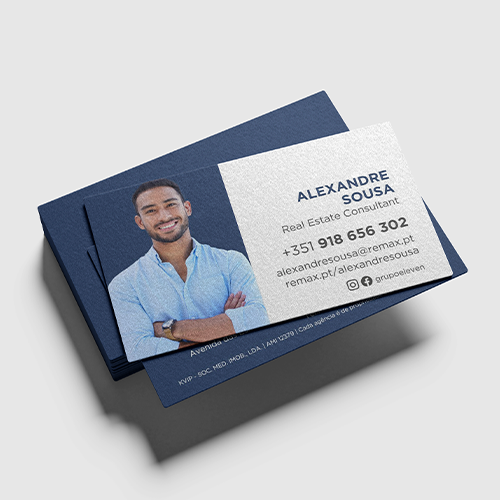 ALEXANDRE
SOUSA
Real Estate Consultant
+351 918 656 302
alexandresousa@remax.pt
remax.pt/alexandresousa
grupoeleven
Avenida
KVIP - SOC. MED. IMOB., LDA. | AMI 12379 | Cada agência é de